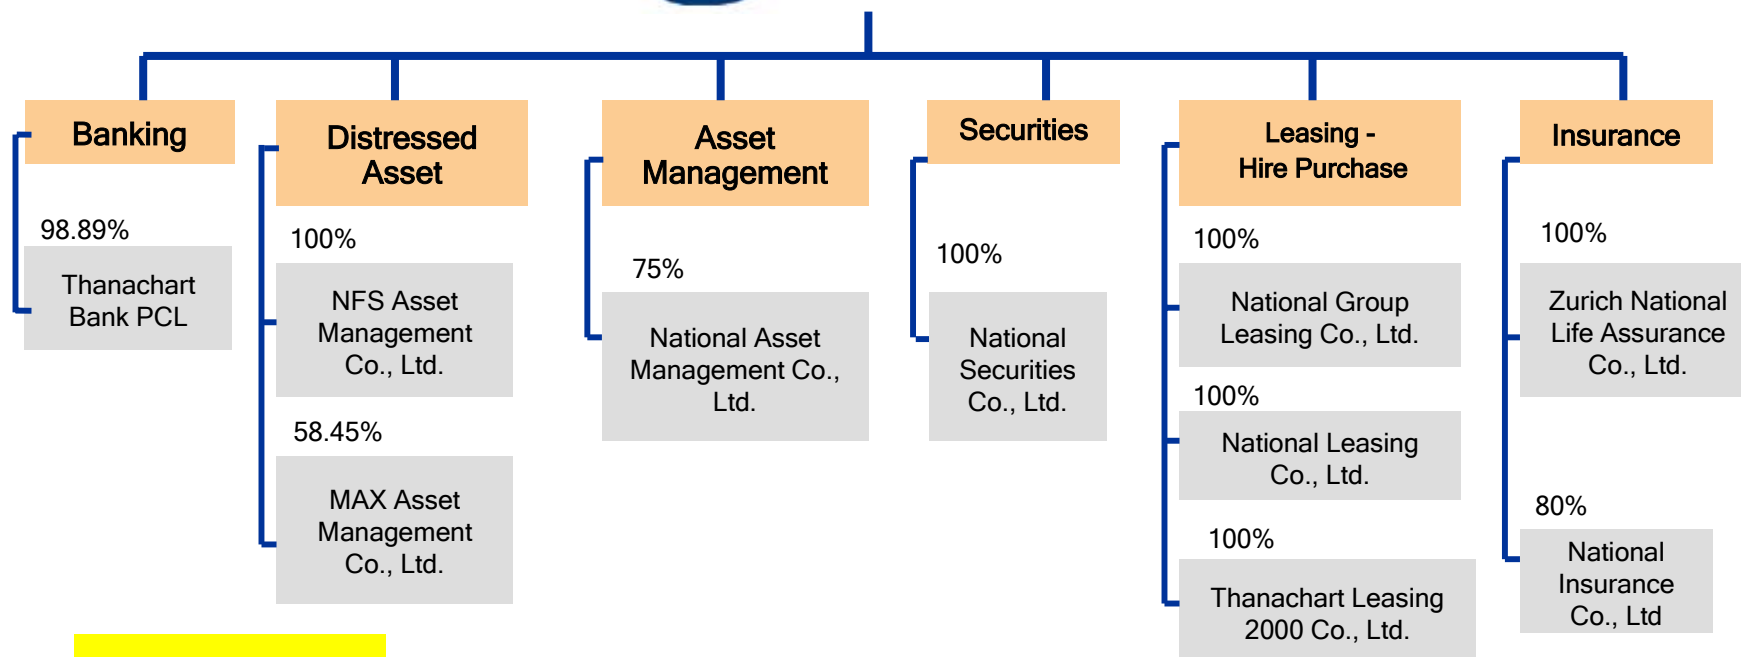 Banking
98.89%
Thanachart
Bank PCL
Distressed
Asset
100%
NFS Asset
Management
Co., Ltd.
58.45%
MAX Asset
Management
Co., Ltd.
Asset
Management
75%
National Asset
Management Co.,
Ltd.
Securities
100%
National
Securities
Co., Ltd.
Leasing -
Hire Purchase
100%
National Group
Leasing Co., Ltd.
100%
National Leasing
Co., Ltd.
100%
Thanachart Leasing
2000 Co., Ltd.
Insurance
100%
Zurich National
Life Assurance
Co., Ltd.
80%
National
Insurance
Co., Ltd